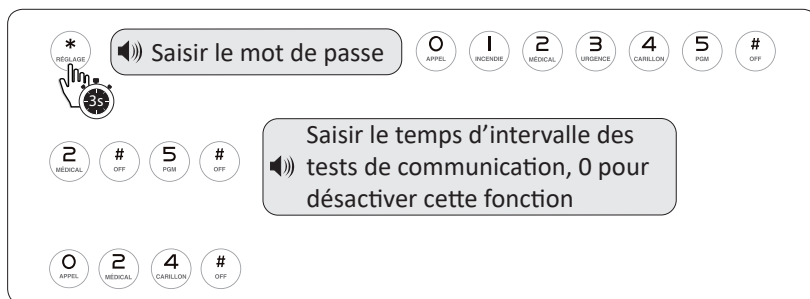 * Saisir le mot de passe 0 1 2 3 4 5 #
RÉGLAGE APPEL INCENDIE MÉDICAL URGENCE CARILLON PGM OFF
3s
Saisir le temps d’intervalle des
2 # 5 # tests de communication, 0 pour
MÉDICAL OFF PGM OFF
désactiver cette fonction
0 2 4 #
APPEL MÉDICAL CARILLON OFF